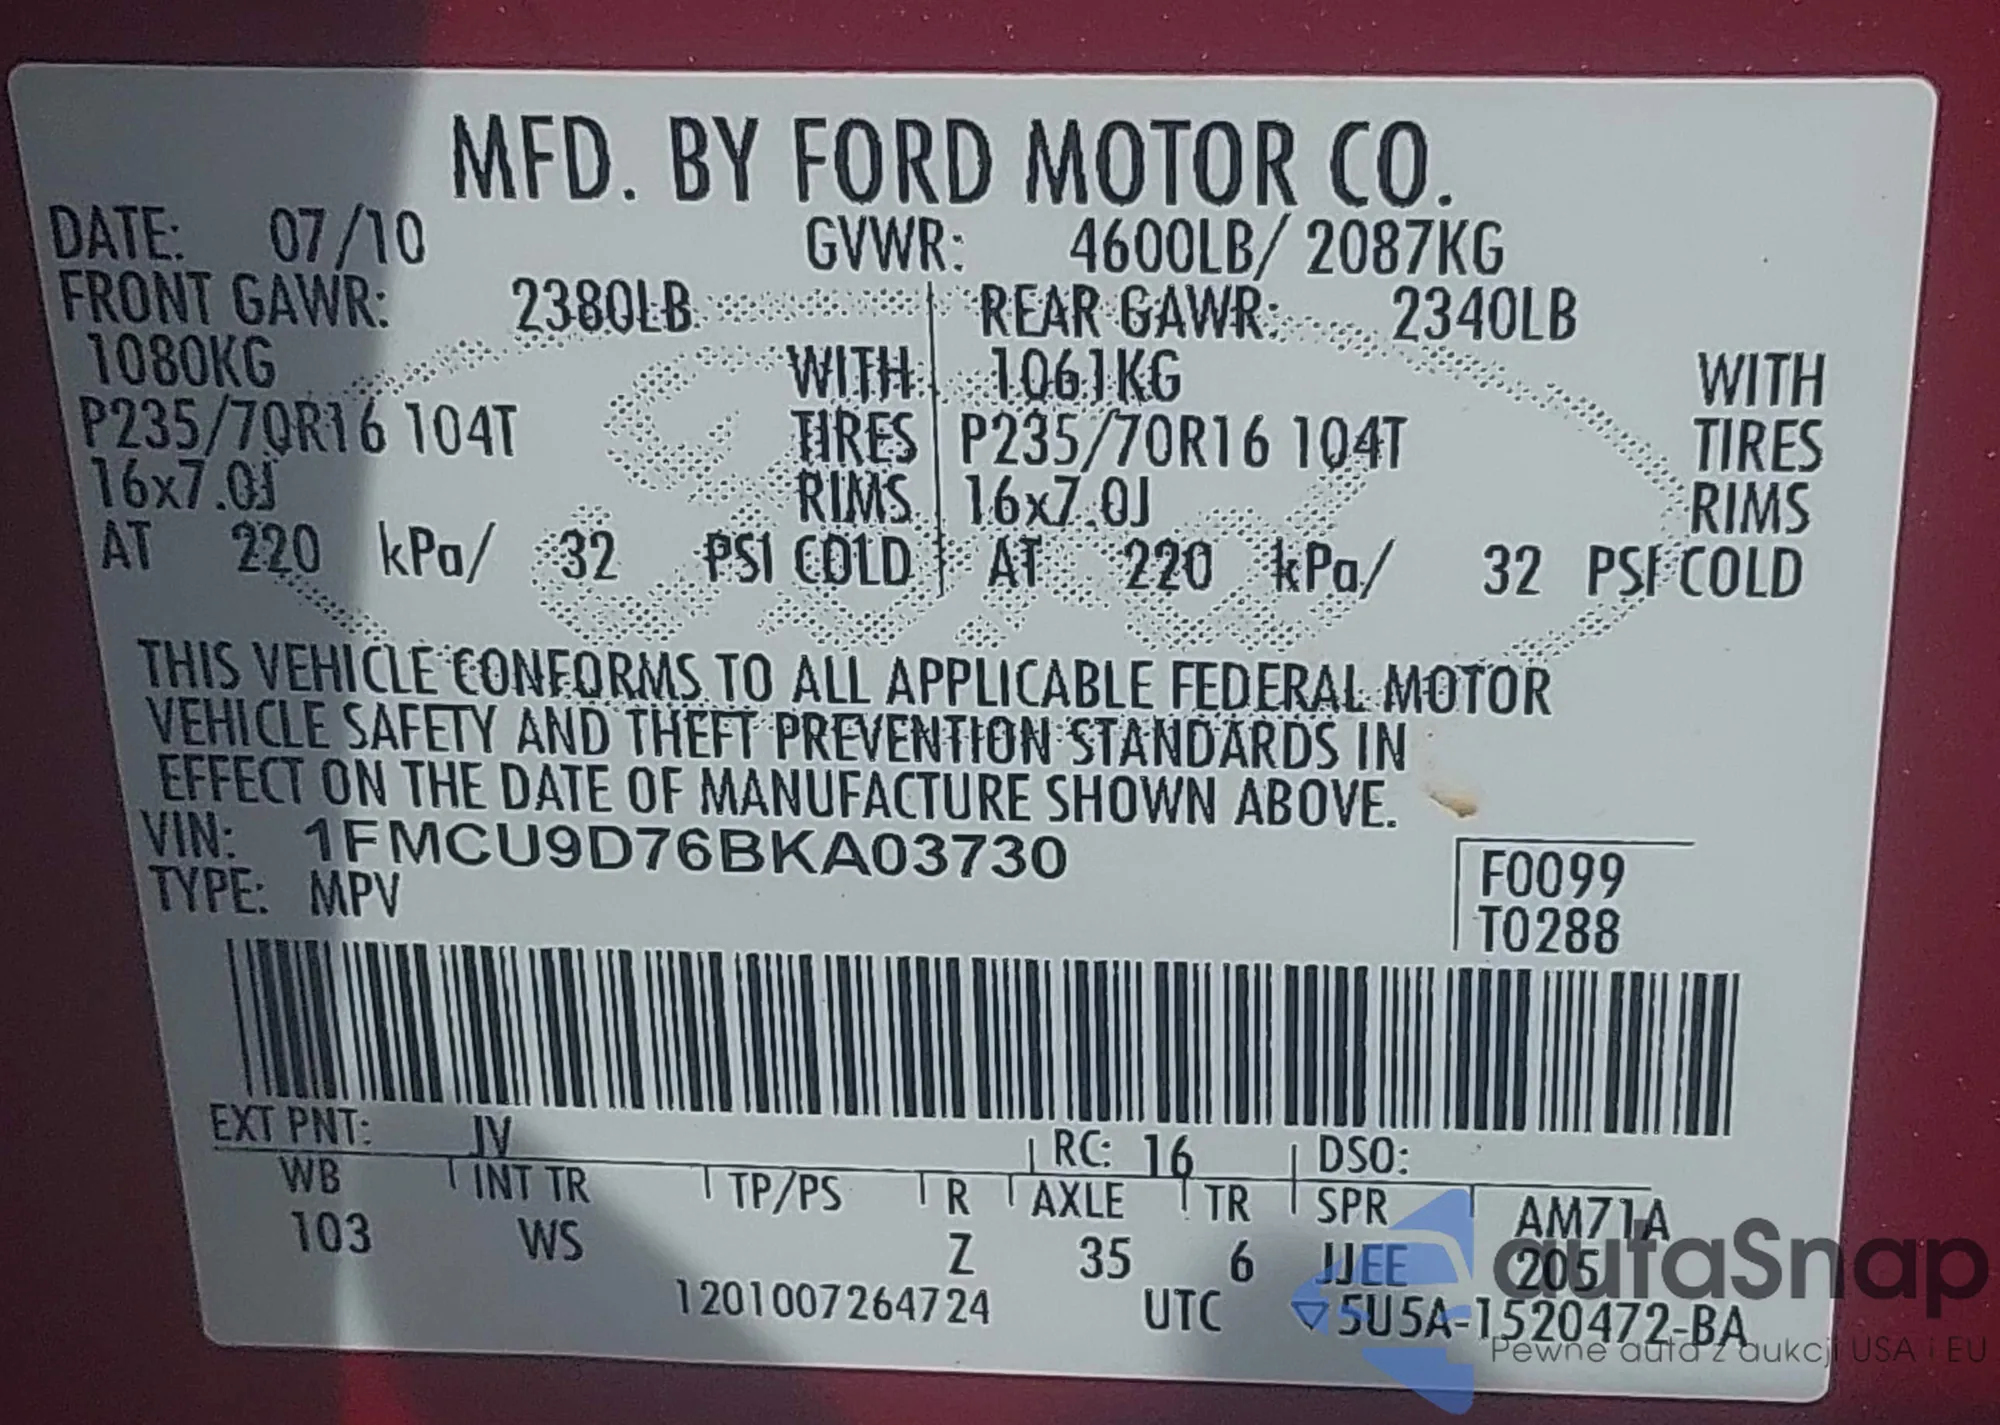 MFD. BY FORD MOTOR CO.
DATE: 07/10 GVWR: 4600LB/ 2087KG
FRONT GAWR: 2380LB REAR GAWR: 2340LB
1080KG WITH 1061KG WITH
P235/70R16 104T TIRES P235/70R16 104T TIRES
16x7.0J RIMS 16x7.0J RIMS
AT 220 kPa/ 32 PSI COLD AT 220 kPa/ 32 PSI COLD
THIS VEHICLE CONFORMS TO ALL APPLICABLE FEDERAL MOTOR
VEHICLE SAFETY AND THEFT PREVENTION STANDARDS IN
EFFECT ON THE DATE OF MANUFACTURE SHOWN ABOVE.
VIN: 1FMCU9D76BKA03730
TYPE: MPV
F0099
T0288
EXT PNT: JV RC: 16 DSO:
WB INT TR TP/PS R AXLE TR SPR AM71A
103 WS Z 35 6 JJEE 205
1201007264724 UTC 5U5A-1520472-BA
autaSnap
Pewne auta z aukcji USA i EU